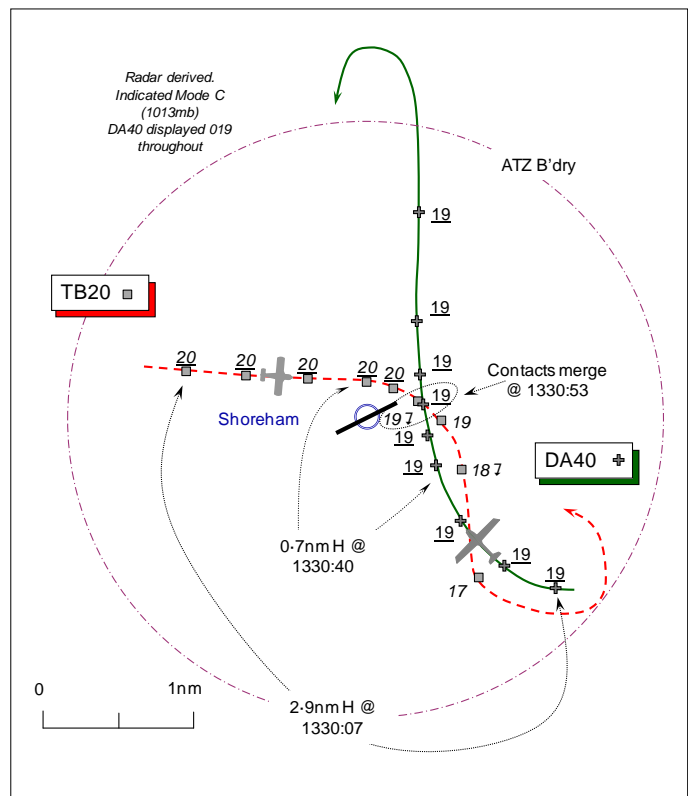 Radar derived.
Indicated Mode C
(1013mb)
DA40 displayed 019
throughout
ATZ B'dry
19
TB20
19
20
20
20
20
20
19
Contacts merge
@ 1330:53
Shoreham
19
19
19
19
DA40
19
18
0·7nm H @
1330:40
19
19
17
19
0
1nm
2·9nm H @
1330:07